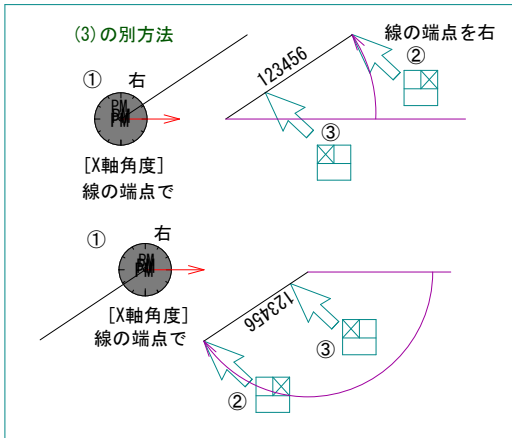 (3)の別方法
線の端点を右
① 右
②
123456
PM
③
[X軸角度]
線の端点で
① 右
PM
123456
[X軸角度]
線の端点で
③
②